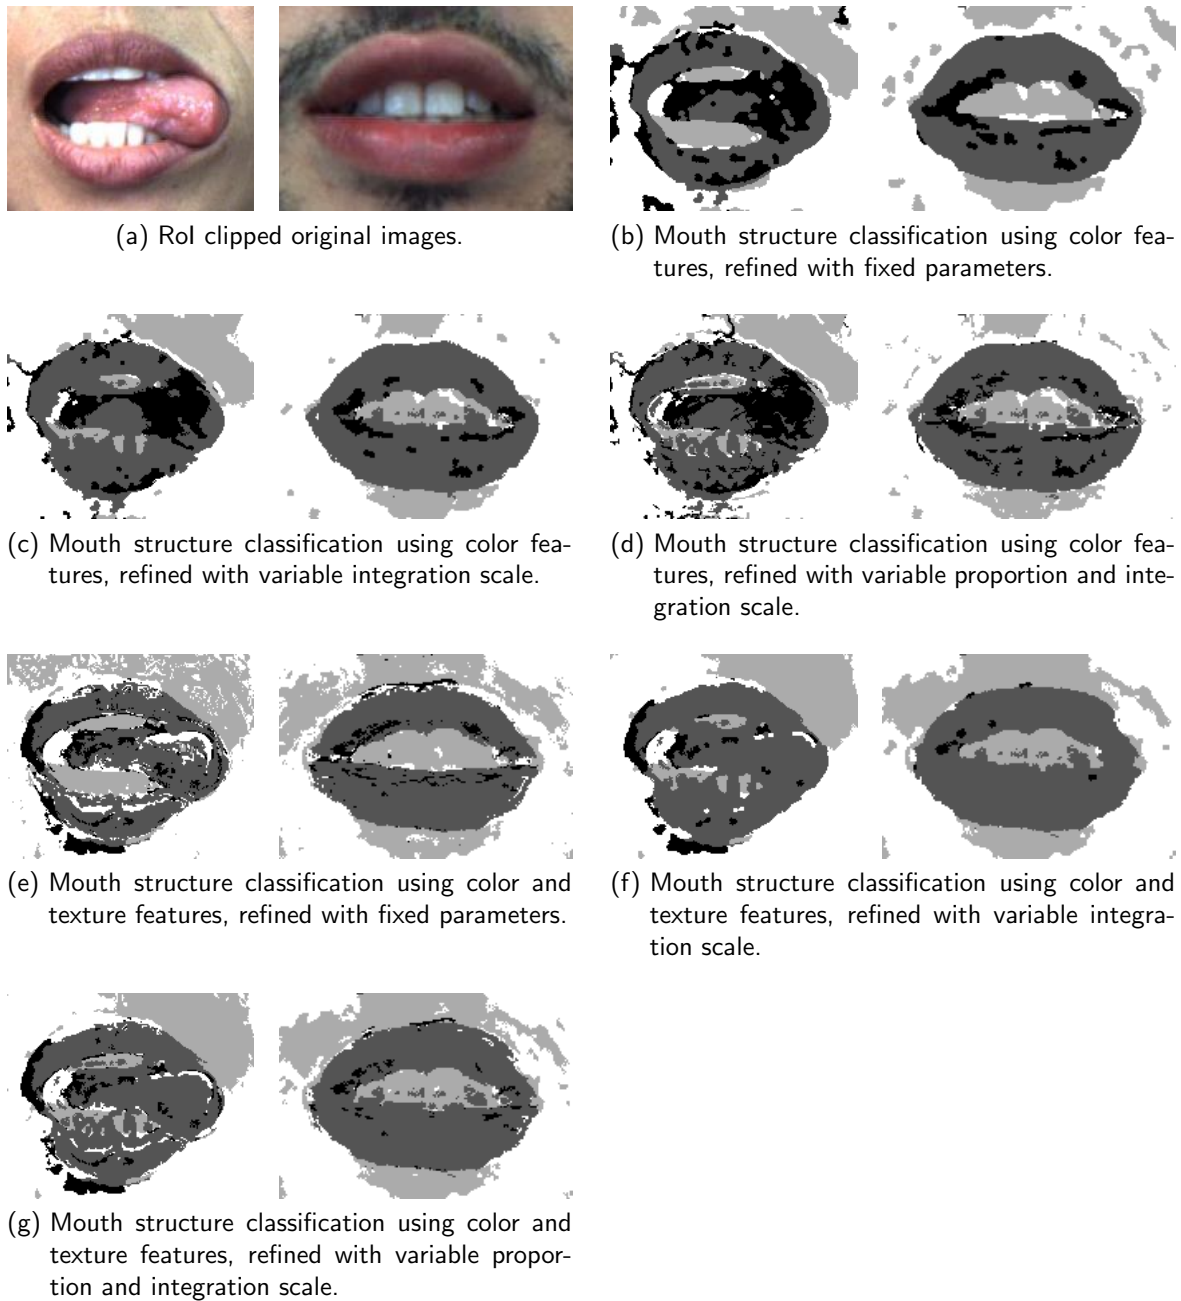 (a) RoI clipped original images.
(b) Mouth structure classification using color fea-
tures, refined with fixed parameters.
(c) Mouth structure classification using color fea-
tures, refined with variable integration scale.
(d) Mouth structure classification using color fea-
tures, refined with variable proportion and inte-
gration scale.
(e) Mouth structure classification using color and
texture features, refined with fixed parameters.
(f) Mouth structure classification using color and
texture features, refined with variable integra-
tion scale.
(g) Mouth structure classification using color and
texture features, refined with variable propor-
tion and integration scale.